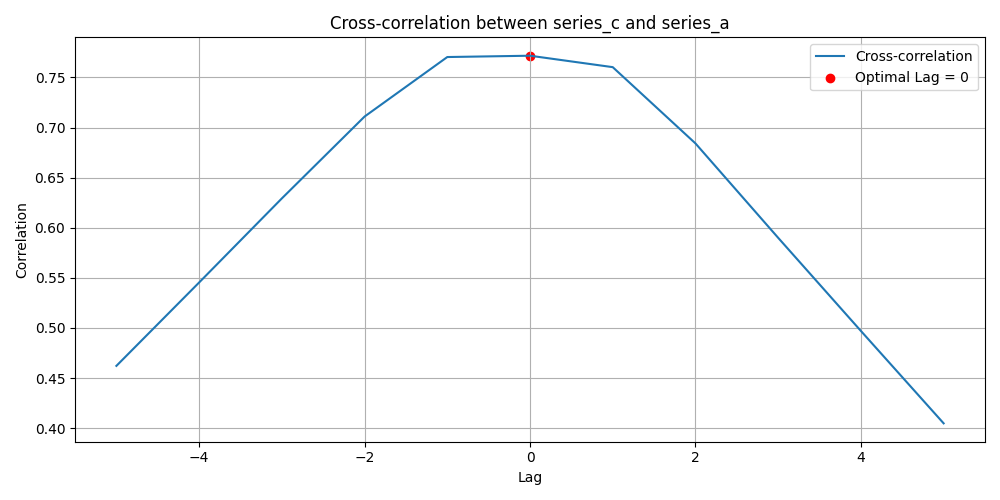 Cross-correlation between series_c and series_a
Cross-correlation
Optimal Lag = 0
0.75
0.70
0.65
0.60
0.55
0.50
0.45
0.40
Correlation
−4
−2
0
2
4
Lag